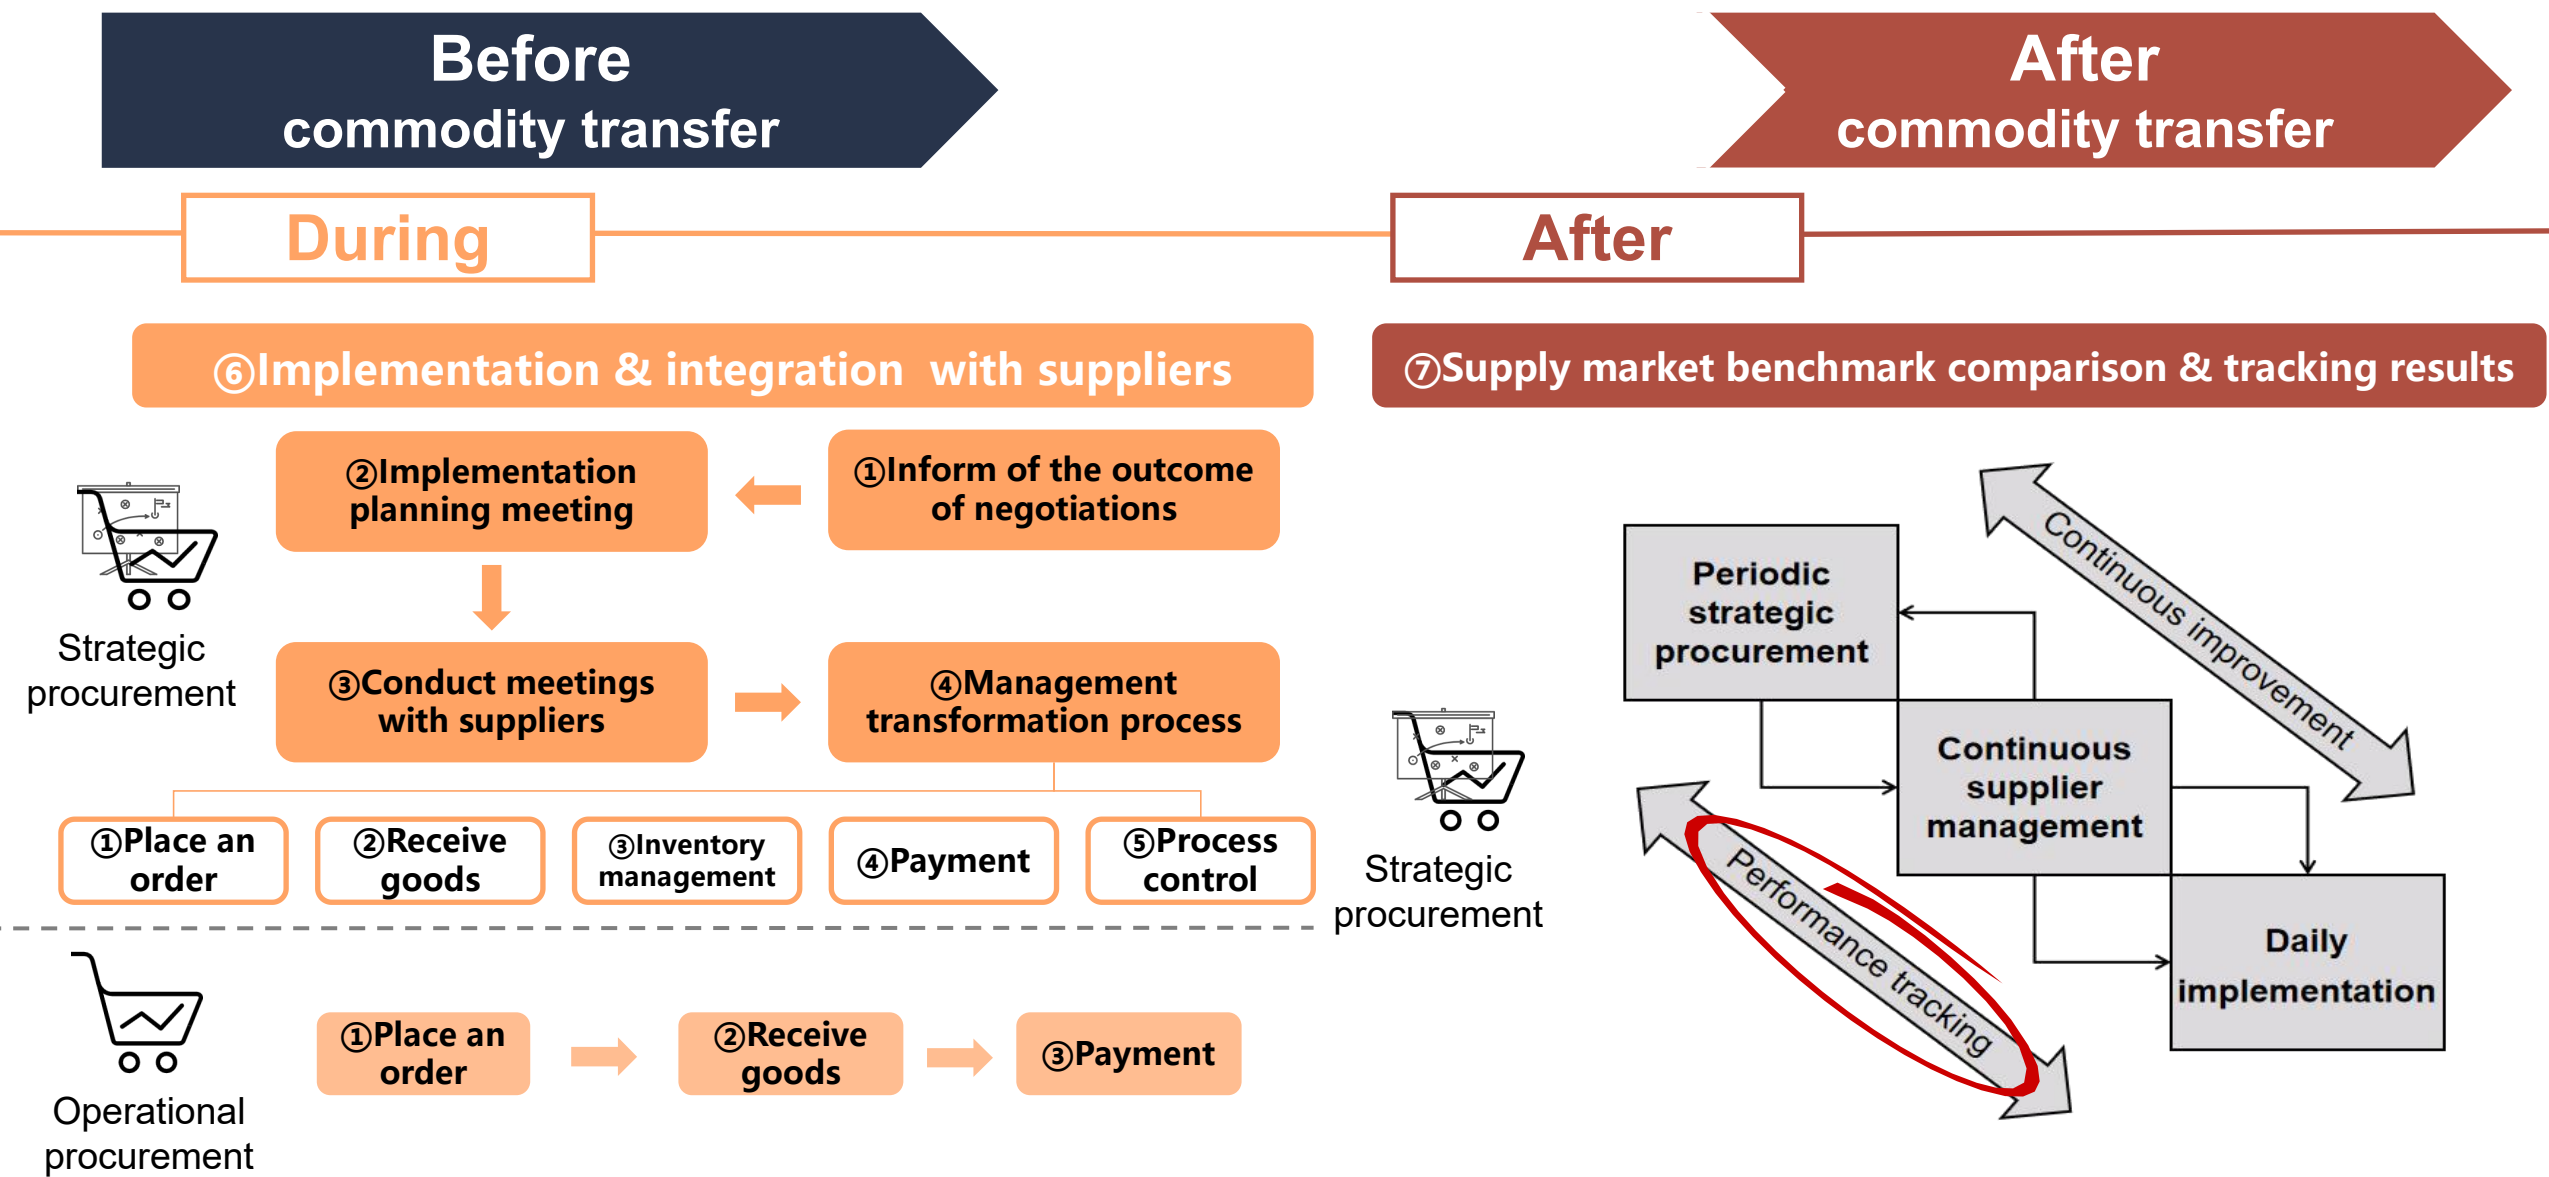 Before
commodity transfer
After
commodity transfer
During
After
⑥Implementation & integration with suppliers
⑦Supply market benchmark comparison & tracking results
②Implementation
planning meeting
①Inform of the outcome
of negotiations
Strategic
procurement
③Conduct meetings
with suppliers
④Management
transformation process
①Place an
order
②Receive
goods
③Inventory
management
④Payment
⑤Process
control
Operational
procurement
①Place an
order
②Receive
goods
③Payment
Strategic
procurement
Periodic
strategic
procurement
Continuous
supplier
management
Daily
implementation
Continuous improvement
Performance tracking